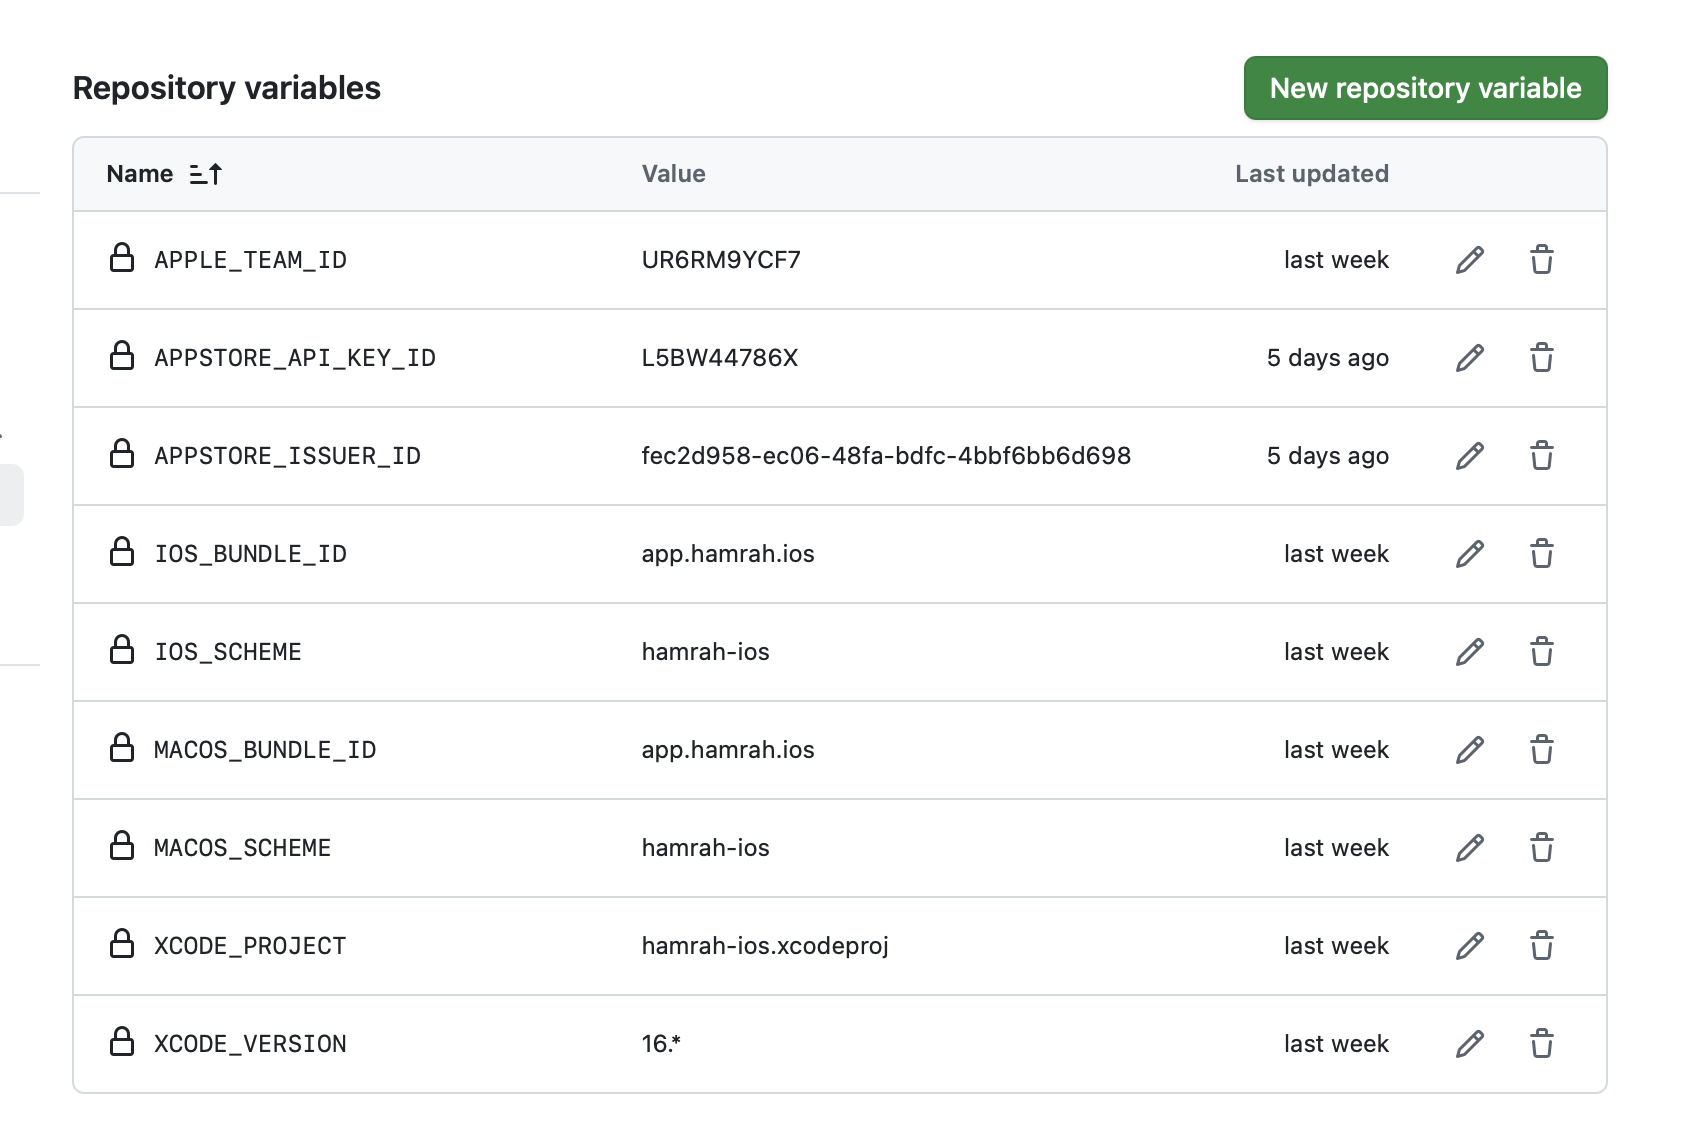 Repository variables
New repository variable
Name Value Last updated
APPLE_TEAM_ID UR6RM9YCF7 last week
APPSTORE_API_KEY_ID L5BW44786X 5 days ago
APPSTORE_ISSUER_ID fec2d958-ec06-48fa-bdfc-4bbf6bb6d698 5 days ago
IOS_BUNDLE_ID app.hamrah.ios last week
IOS_SCHEME hamrah-ios last week
MACOS_BUNDLE_ID app.hamrah.ios last week
MACOS_SCHEME hamrah-ios last week
XCODE_PROJECT hamrah-ios.xcodeproj last week
XCODE_VERSION 16.* last week